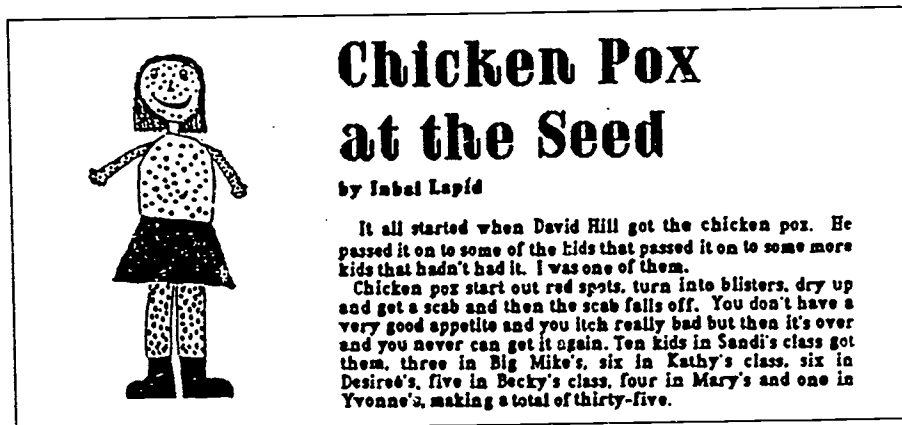 Chicken Pox
at the Seed
by Inbal Lapid
It all started when David Hill got the chicken pox. He
passed it on to some of the kids that passed it on to some more
kids that hadn't had it. I was one of them.
Chicken pox start out red spots, turn into blisters, dry up
and get a scab and then the scab falls off. You don't have a
very good appetite and you itch really bad but then it's over
and you never can get it again. Ten kids in Sandi's class got
them, three in Big Mike's, six in Kathy's class, six in
Desireé's, five in Becky's class, four in Mary's and one in
Yvonne's, making a total of thirty-five.